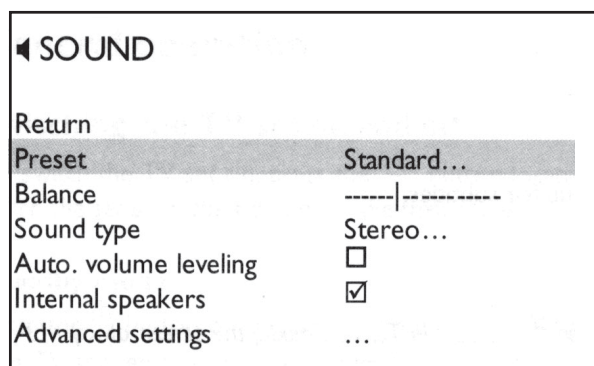 SOUND
Return
Preset Standard...
Balance ------|-----------
Sound type Stereo...
Auto. volume leveling ☐
Internal speakers ☑
Advanced settings ...